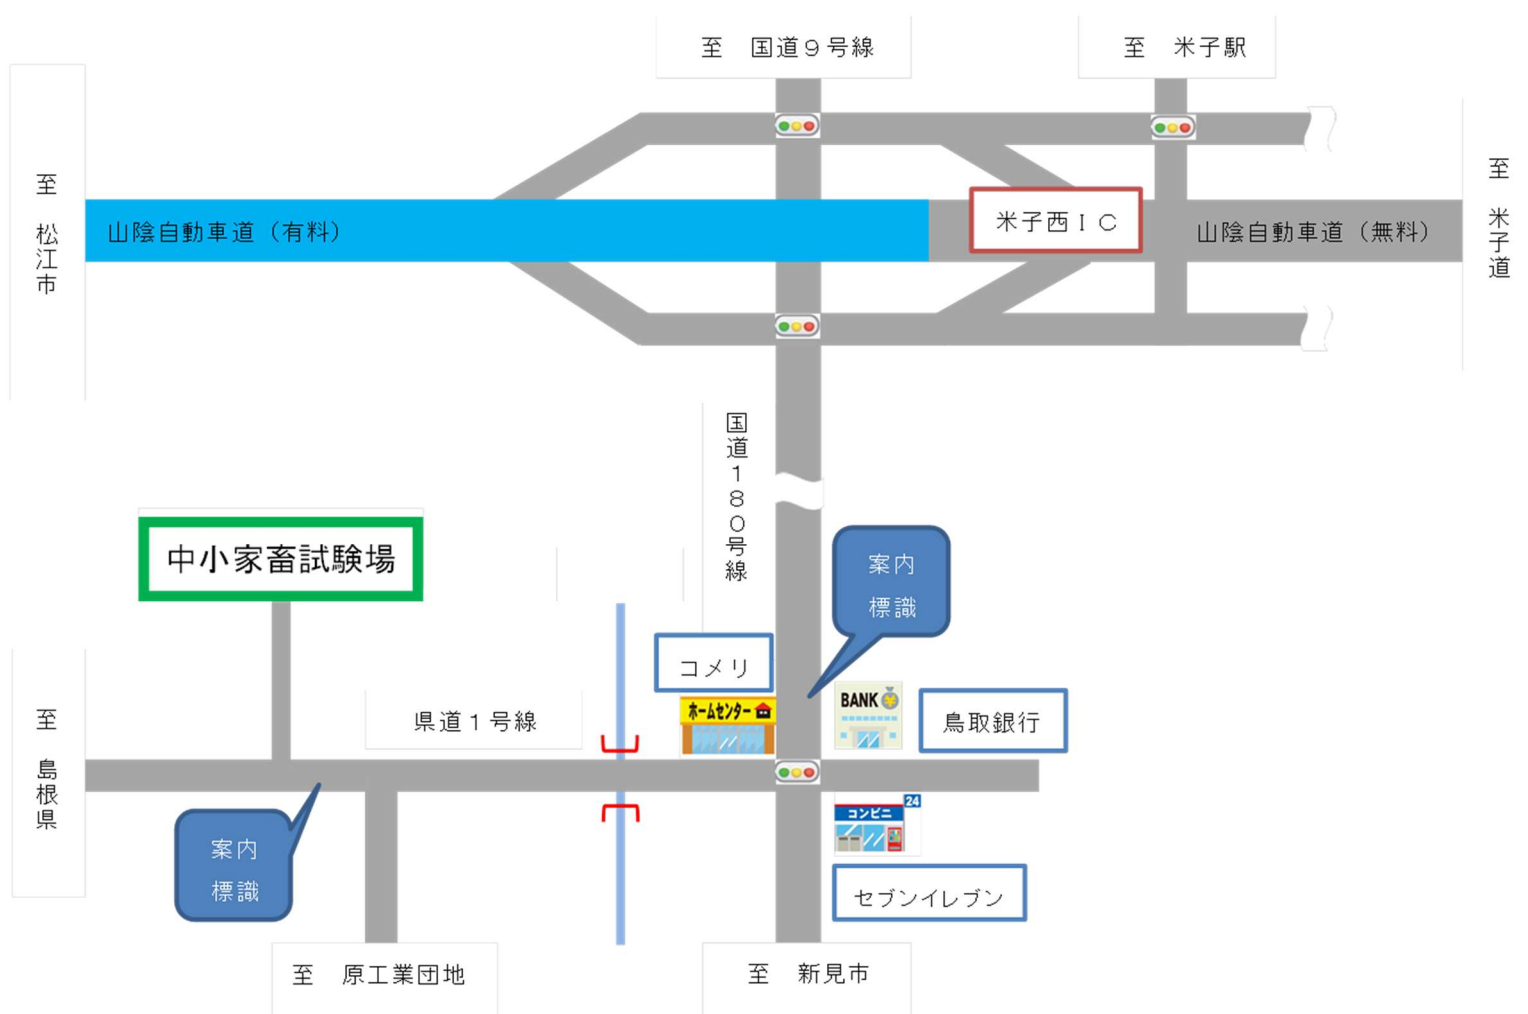 至　国道９号線
至　米子駅
至　松江市
山陰自動車道（有料）
米子西ＩＣ
山陰自動車道（無料）
至　米子道
国道１８０号線
中小家畜試験場
案内
標識
コメリ
ホームセンター
BANK
鳥取銀行
県道１号線
至　島根県
案内
標識
24
コンビニ
セブンイレブン
至　原工業団地
至　新見市